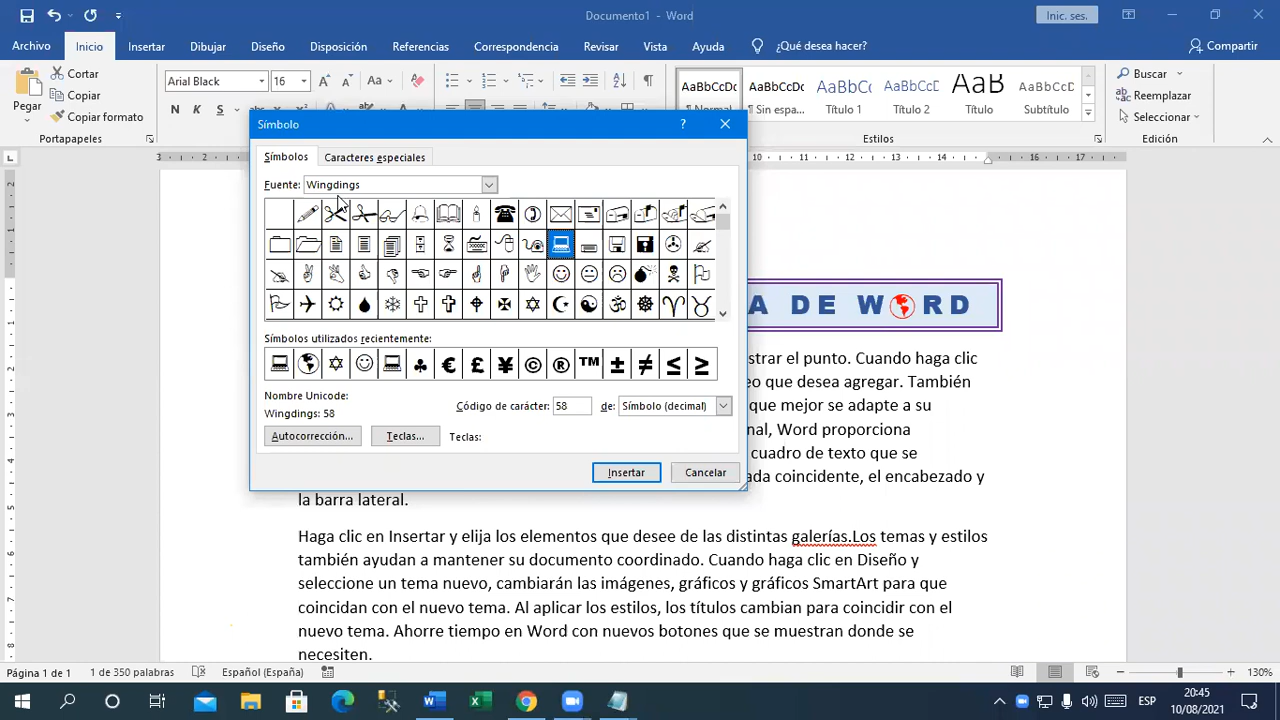 Documento1 - Word
Inic. ses.
Archivo Inicio Insertar Dibujar Diseño Disposición Referencias Correspondencia Revisar Vista Ayuda ¿Qué desea hacer? Compartir
Pegar
Cortar
Copiar
Copiar formato
Portapapeles
Arial Black 16
N K S
AaBbCcDc AaBbCcDc AaBbCcD AaBbCcD AaB AaBbCcD
¶ Normal ¶ Sin espa... Título 1 Título 2 Título Subtítulo
Estilos
Buscar
Reemplazar
Seleccionar
Edición
Símbolo
Símbolos Caracteres especiales
Fuente: Wingdings
Símbolos utilizados recientemente:
€ £ ¥ © ® ™ ± ≠ ≤ ≥
Nombre Unicode:
Wingdings: 58
Código de carácter: 58 de: Símbolo (decimal)
Autocorrección... Teclas... Teclas:
Insertar Cancelar
A DE W RD
strar el punto. Cuando haga clic
eo que desea agregar. También
que mejor se adapte a su
nal, Word proporciona
cuadro de texto que se
ada coincidente, el encabezado y
la barra lateral.
Haga clic en Insertar y elija los elementos que desee de las distintas galerías.Los temas y estilos
también ayudan a mantener su documento coordinado. Cuando haga clic en Diseño y
seleccione un tema nuevo, cambiarán las imágenes, gráficos y gráficos SmartArt para que
coincidan con el nuevo tema. Al aplicar los estilos, los títulos cambian para coincidir con el
nuevo tema. Ahorre tiempo en Word con nuevos botones que se muestran donde se
necesiten.
Página 1 de 1 1 de 350 palabras Español (España) 130%
ESP
20:45
10/08/2021